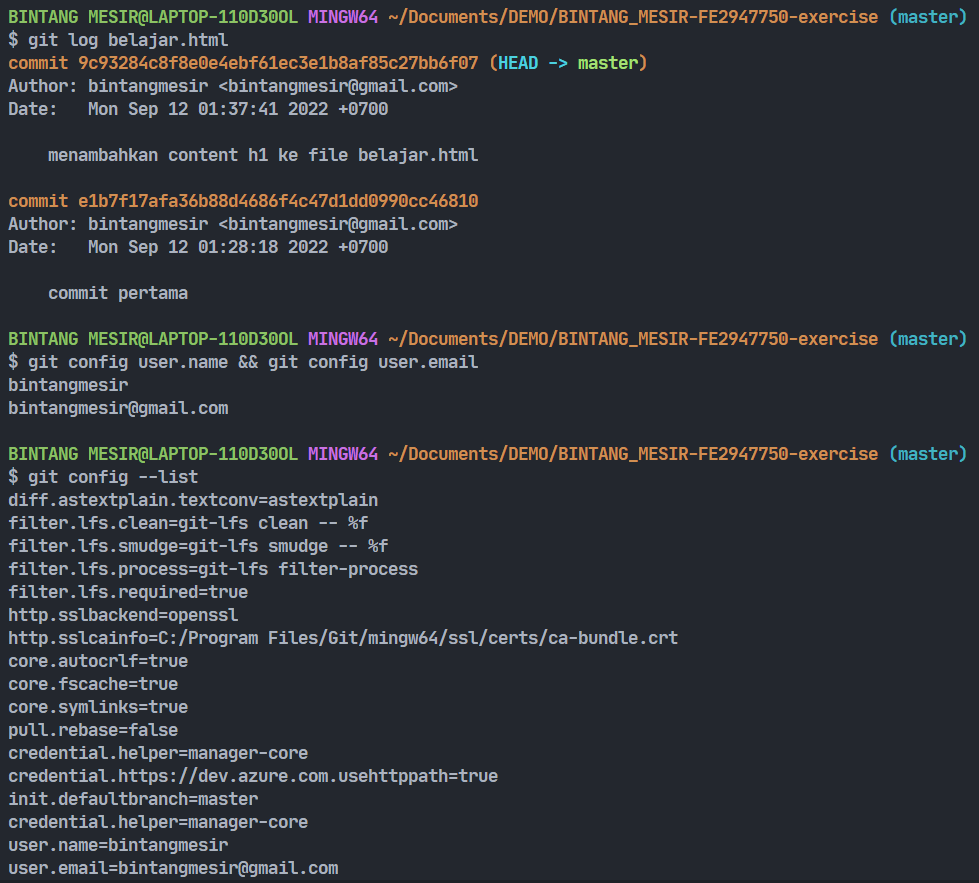 BINTANG MESIR@LAPTOP-110D30OL MINGW64 ~/Documents/DEMO/BINTANG_MESIR-FE2947750-exercise (master)
$ git log belajar.html
commit 9c93284c8f8e0e4ebf61ec3e1b8af85c27bb6f07 (HEAD -> master)
Author: bintangmesir <bintangmesir@gmail.com>
Date:   Mon Sep 12 01:37:41 2022 +0700
    menambahkan content h1 ke file belajar.html
commit e1b7f17afa36b88d4686f4c47d1dd0990cc46810
Author: bintangmesir <bintangmesir@gmail.com>
Date:   Mon Sep 12 01:28:18 2022 +0700
    commit pertama
BINTANG MESIR@LAPTOP-110D30OL MINGW64 ~/Documents/DEMO/BINTANG_MESIR-FE2947750-exercise (master)
$ git config user.name && git config user.email
bintangmesir
bintangmesir@gmail.com
BINTANG MESIR@LAPTOP-110D30OL MINGW64 ~/Documents/DEMO/BINTANG_MESIR-FE2947750-exercise (master)
$ git config --list
diff.astextplain.textconv=astextplain
filter.lfs.clean=git-lfs clean -- %f
filter.lfs.smudge=git-lfs smudge -- %f
filter.lfs.process=git-lfs filter-process
filter.lfs.required=true
http.sslbackend=openssl
http.sslcainfo=C:/Program Files/Git/mingw64/ssl/certs/ca-bundle.crt
core.autocrlf=true
core.fscache=true
core.symlinks=true
pull.rebase=false
credential.helper=manager-core
credential.https://dev.azure.com.usehttppath=true
init.defaultbranch=master
credential.helper=manager-core
user.name=bintangmesir
user.email=bintangmesir@gmail.com